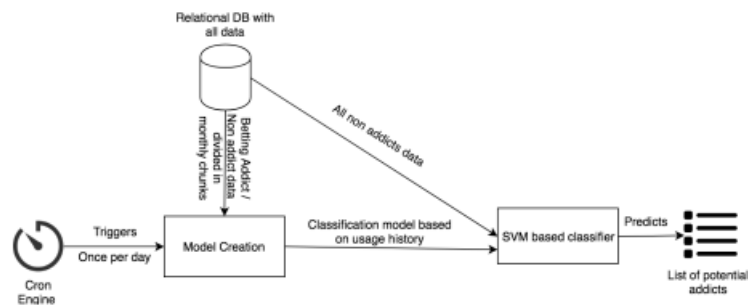 Relational DB with
all data
Betting Addict /
Non addict data
divided in
monthly chunks
All non addicts data
Triggers
Once per day
Model Creation
Classification model based
on usage history
SVM based classifier
Predicts
Cron
Engine
List of potential
addicts